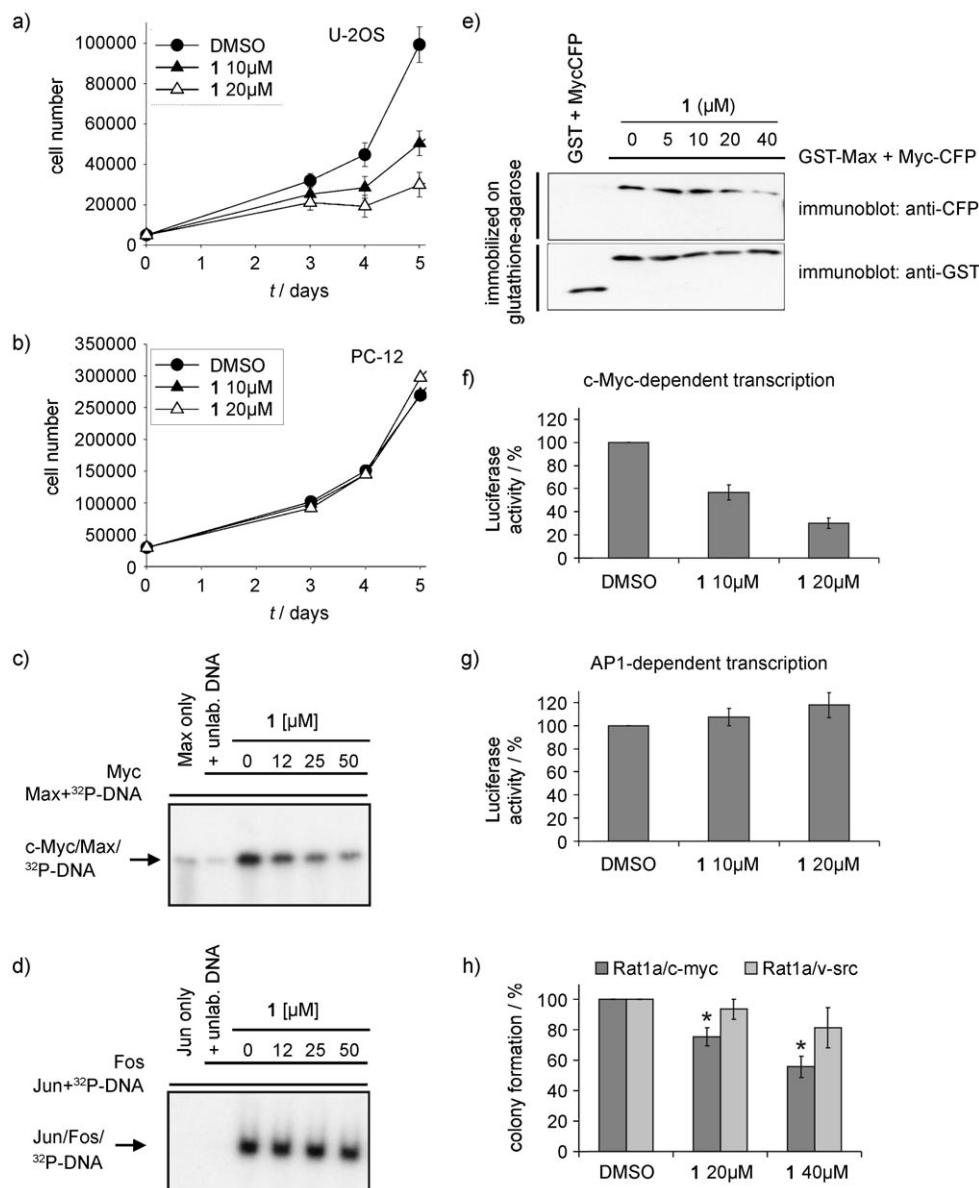 a)
U-2OS
DMSO
1 10µM
1 20µM
cell number
100000
80000
60000
40000
20000
0
0 1 2 3 4 5
t / days
b)
PC-12
DMSO
1 10µM
1 20µM
cell number
350000
300000
250000
200000
150000
100000
50000
0
0 1 2 3 4 5
t / days
c)
Max only
+ unlab. DNA
1 [µM]
0 12 25 50
Myc
Max+³²P-DNA
c-Myc/Max/
³²P-DNA
d)
Jun only
+ unlab. DNA
1 [µM]
0 12 25 50
Fos
Jun+³²P-DNA
Jun/Fos/
³²P-DNA
e)
GST + MycCFP
1 (µM)
0 5 10 20 40
GST-Max + Myc-CFP
immobilized on
glutathione-agarose
immunoblot: anti-CFP
immunoblot: anti-GST
f)
c-Myc-dependent transcription
Luciferase
activity / %
120
100
80
60
40
20
0
DMSO 1 10µM 1 20µM
g)
AP1-dependent transcription
Luciferase
activity / %
120
100
80
60
40
20
0
DMSO 1 10µM 1 20µM
h)
Rat1a/c-myc Rat1a/v-src
colony formation / %
100
80
60
40
20
0
* *
DMSO 1 20µM 1 40µM